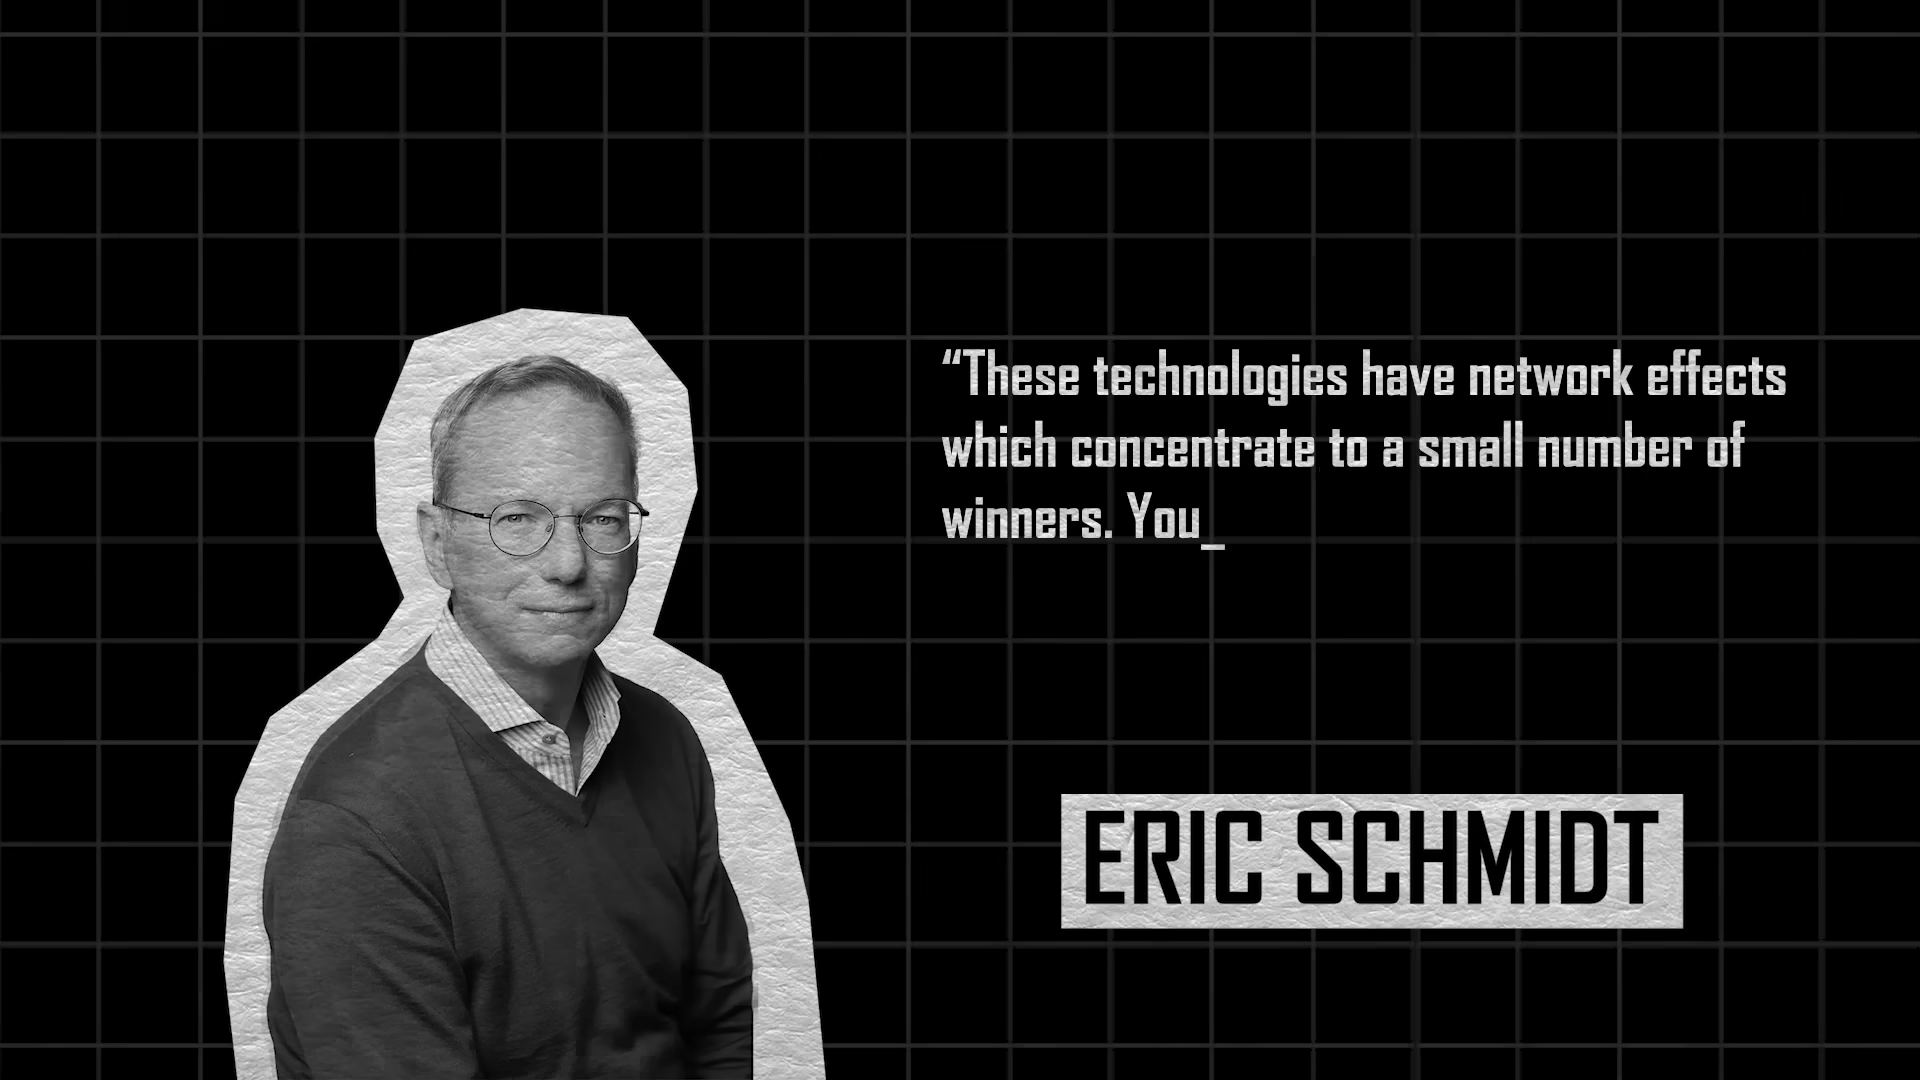 “These technologies have network effects
which concentrate to a small number of
winners. You_
ERIC SCHMIDT